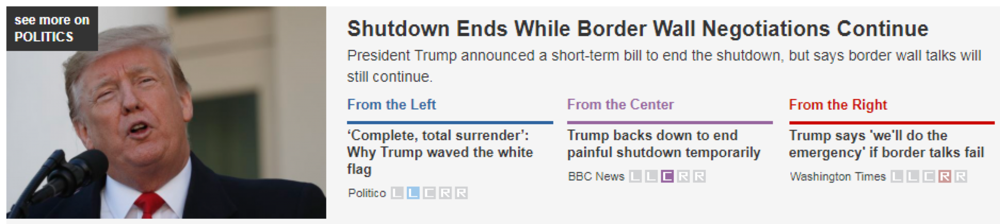 see more on
POLITICS
Shutdown Ends While Border Wall Negotiations Continue
President Trump announced a short-term bill to end the shutdown, but says border wall talks will
still continue.
From the Left
‘Complete, total surrender’:
Why Trump waved the white
flag
Politico L L C R R
From the Center
Trump backs down to end
painful shutdown temporarily
BBC News L L C R R
From the Right
Trump says 'we'll do the
emergency' if border talks fail
Washington Times L L C R R